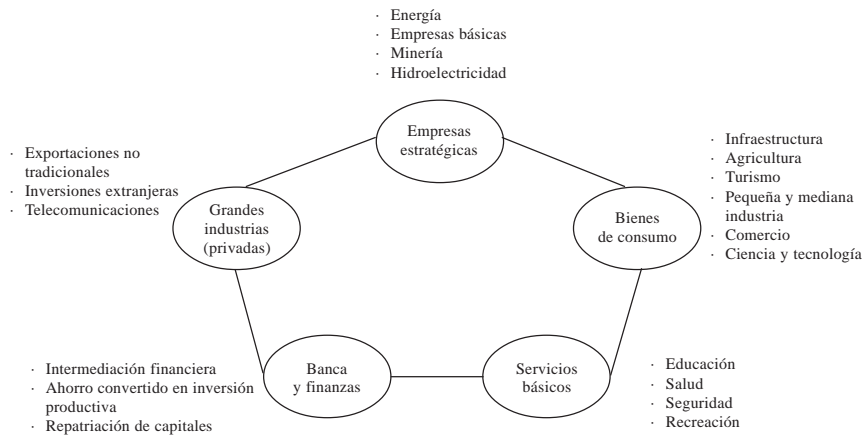 · Energía
· Empresas básicas
· Minería
· Hidroelectricidad
Empresas
estratégicas
· Exportaciones no
tradicionales
· Inversiones extranjeras
· Telecomunicaciones
Grandes
industrias
(privadas)
Bienes
de consumo
· Infraestructura
· Agricultura
· Turismo
· Pequeña y mediana
industria
· Comercio
· Ciencia y tecnología
· Intermediación financiera
· Ahorro convertido en inversión
productiva
· Repatriación de capitales
Banca
y finanzas
Servicios
básicos
· Educación
· Salud
· Seguridad
· Recreación